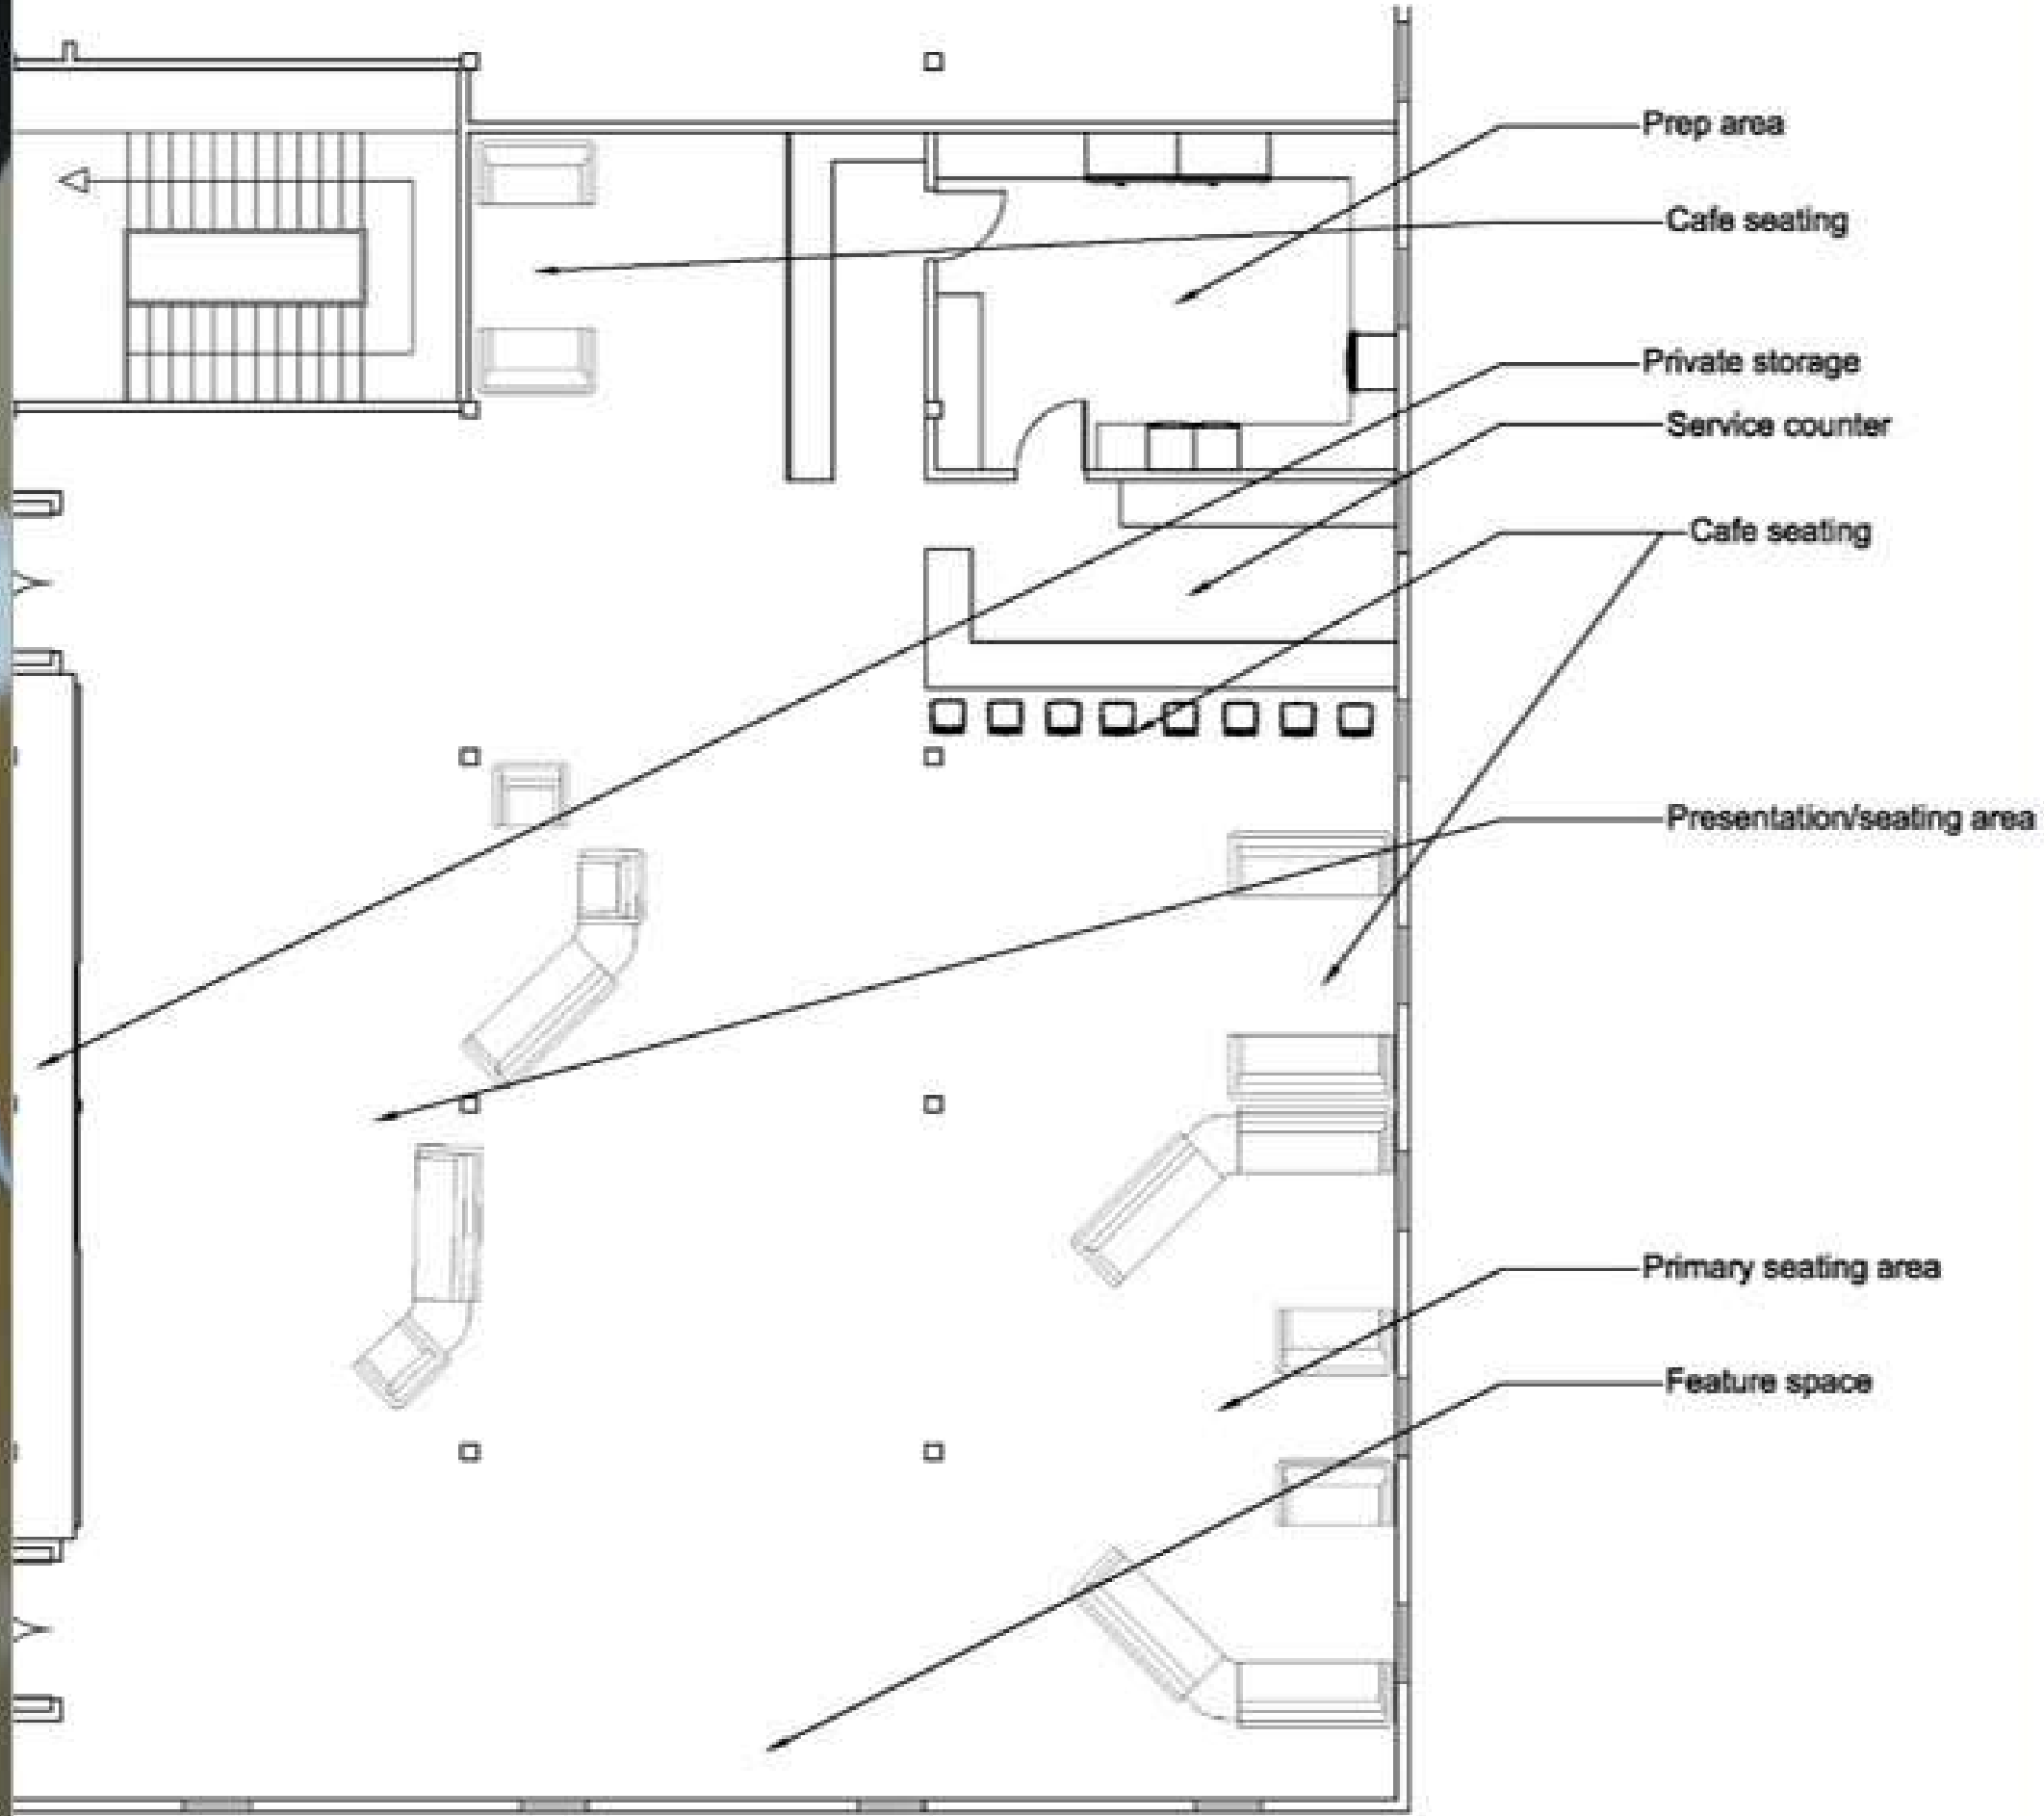 Prep area
Cafe seating
Private storage
Service counter
Cafe seating
Presentation/seating area
Primary seating area
Feature space